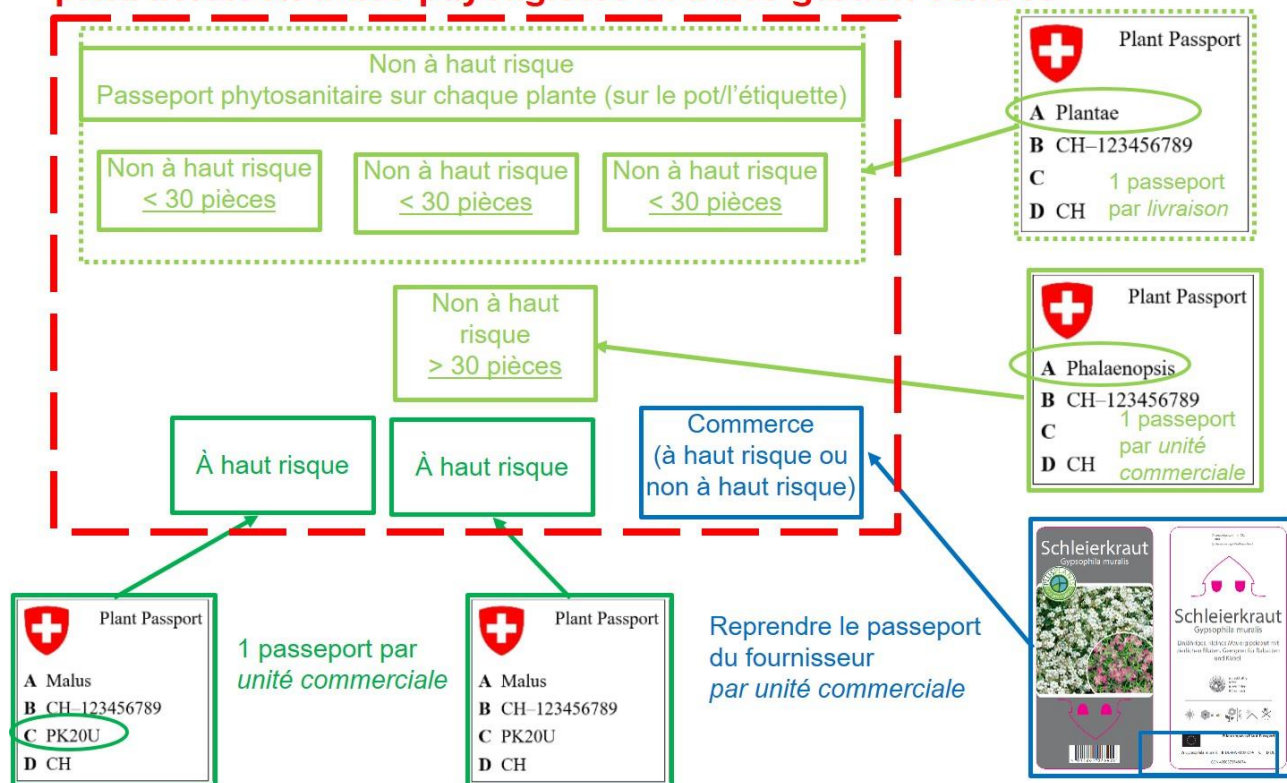 Non à haut risque
Passeport phytosanitaire sur chaque plante (sur le pot/l'étiquette)
Non à haut risque
< 30 pièces
Non à haut risque
< 30 pièces
Non à haut risque
< 30 pièces
Plant Passport
A Plantae
B CH–123456789
C
D CH
1 passeport
par livraison
Non à haut
risque
> 30 pièces
Plant Passport
A Phalaenopsis
B CH–123456789
C
D CH
1 passeport
par unité
commerciale
À haut risque
À haut risque
Commerce
(à haut risque ou
non à haut risque)
Plant Passport
A Malus
B CH–123456789
C PK20U
D CH
1 passeport par
unité commerciale
Plant Passport
A Malus
B CH–123456789
C PK20U
D CH
Reprendre le passeport
du fournisseur
par unité commerciale
Schleierkraut
Gypsophila muralis
Schleierkraut
Gypsophila muralis